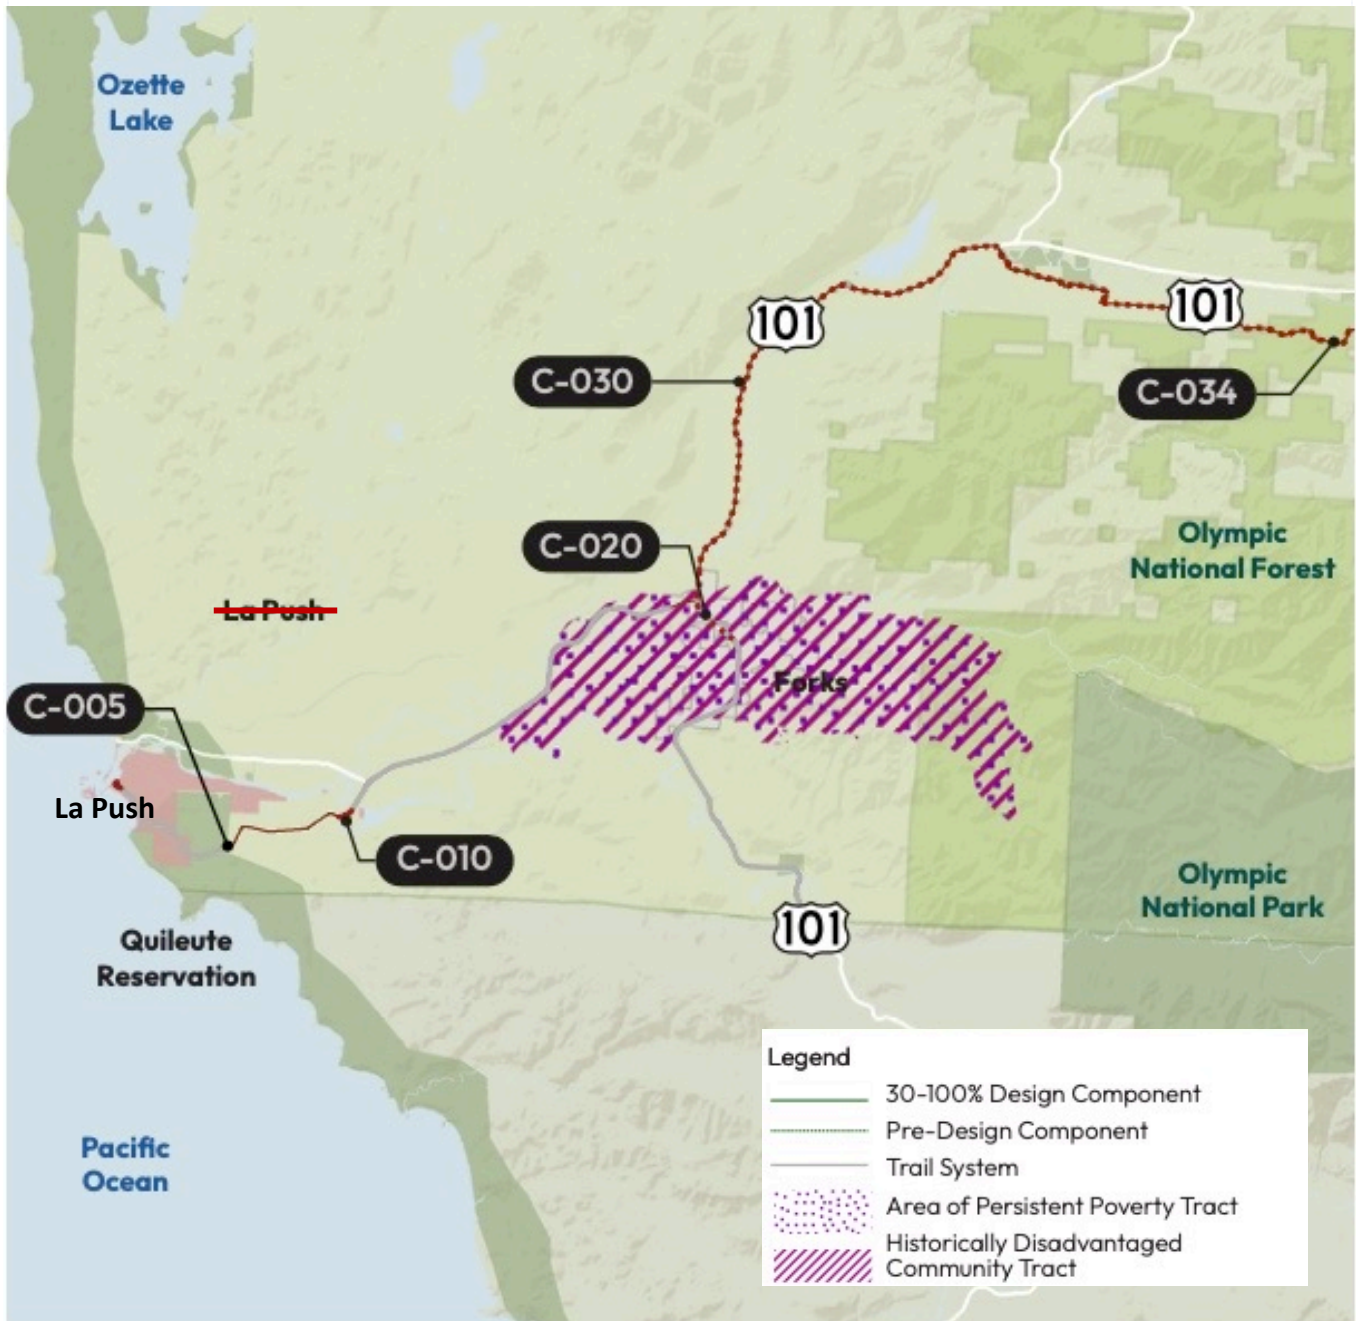 Ozette
Lake
101
101
C-030
C-034
C-020
Olympic
National Forest
La Push
Forks
C-005
La Push
C-010
Olympic
National Park
101
Quileute
Reservation
Pacific
Ocean
Legend
30-100% Design Component
Pre-Design Component
Trail System
Area of Persistent Poverty Tract
Historically Disadvantaged
Community Tract